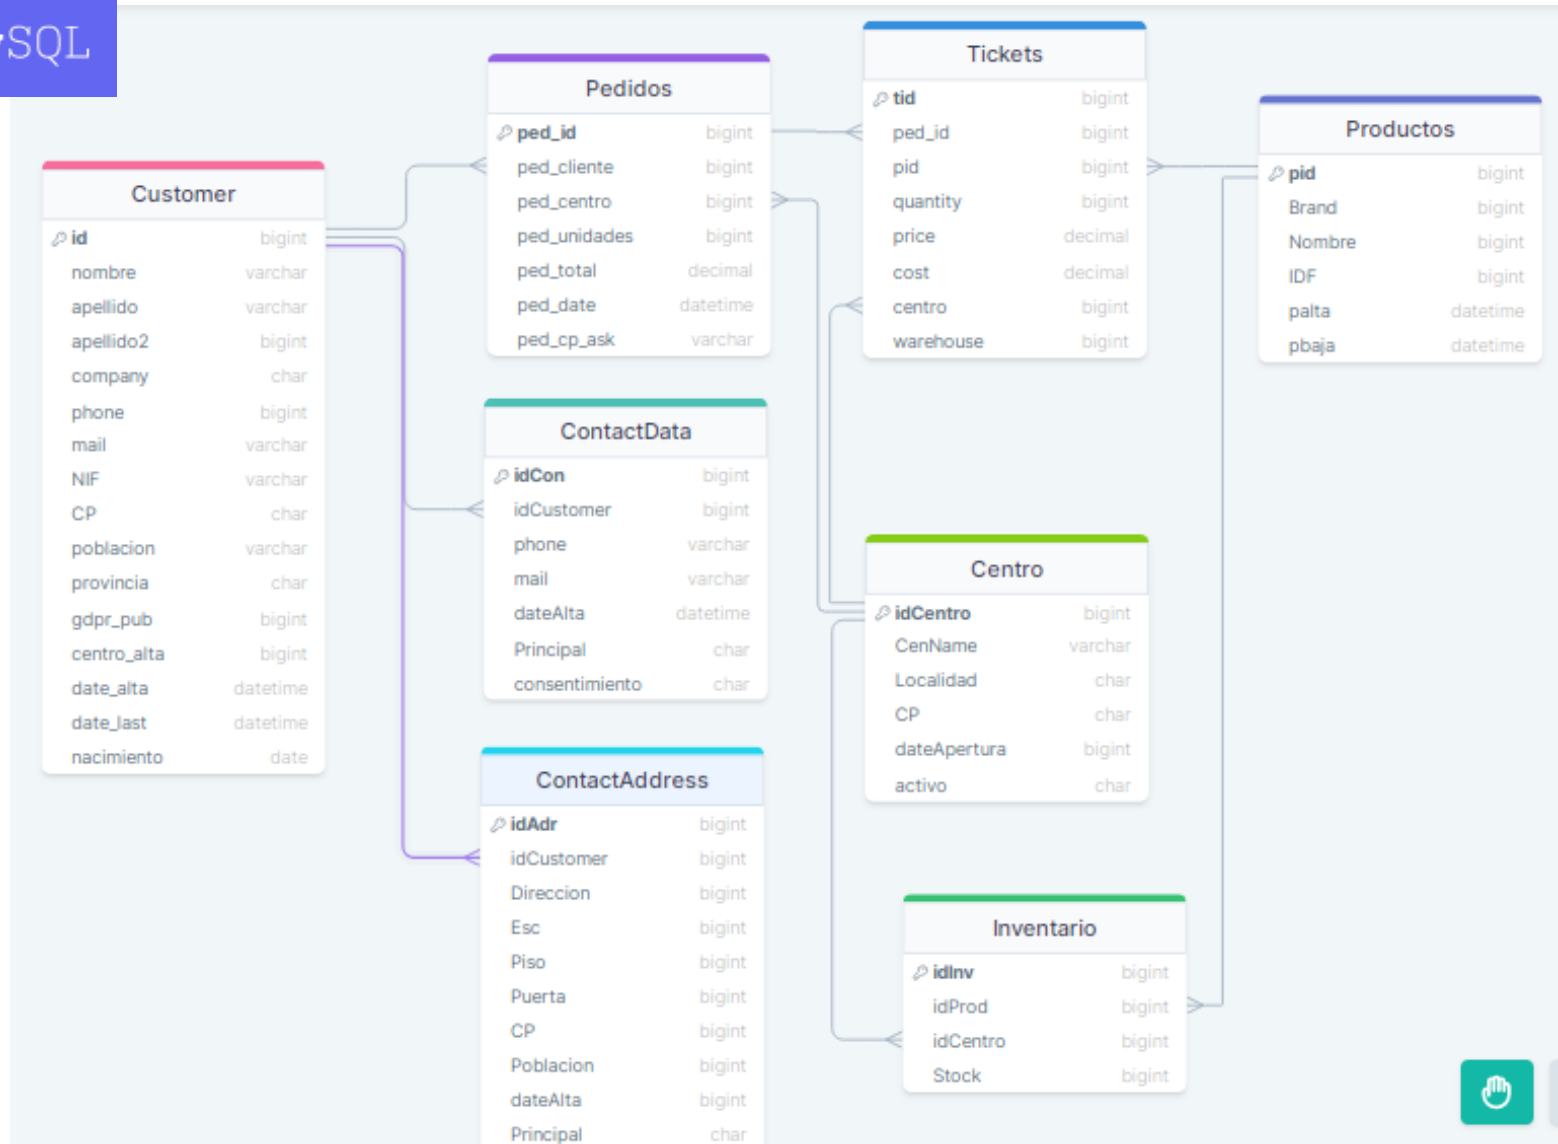 SQL
Customer
id bigint
nombre varchar
apellido varchar
apellido2 bigint
company char
phone bigint
mail varchar
NIF varchar
CP char
poblacion varchar
provincia char
gdpr_pub bigint
centro_alta bigint
date_alta datetime
date_last datetime
nacimiento date
Pedidos
ped_id bigint
ped_cliente bigint
ped_centro bigint
ped_unidades bigint
ped_total decimal
ped_date datetime
ped_cp_ask varchar
ContactData
idCon bigint
idCustomer bigint
phone varchar
mail varchar
dateAlta datetime
Principal char
consentimiento char
ContactAddress
idAdr bigint
idCustomer bigint
Direccion bigint
Esc bigint
Piso bigint
Puerta bigint
CP bigint
Poblacion bigint
dateAlta bigint
Principal char
Tickets
tid bigint
ped_id bigint
pid bigint
quantity bigint
price decimal
cost decimal
centro bigint
warehouse bigint
Centro
idCentro bigint
CenName varchar
Localidad char
CP char
dateApertura bigint
activo char
Inventario
idInv bigint
idProd bigint
idCentro bigint
Stock bigint
Productos
pid bigint
Brand bigint
Nombre bigint
IDF bigint
palta datetime
pbaja datetime